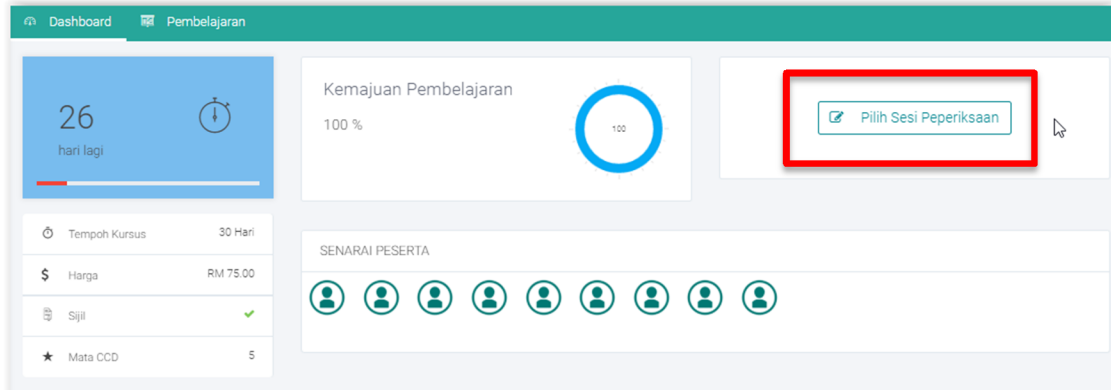 Dashboard
Pembelajaran
26
hari lagi
Kemajuan Pembelajaran
100 %
100
Pilih Sesi Peperiksaan
Tempoh Kursus 30 Hari
$ Harga RM 75.00
Sijil
Mata CCD 5
SENARAI PESERTA